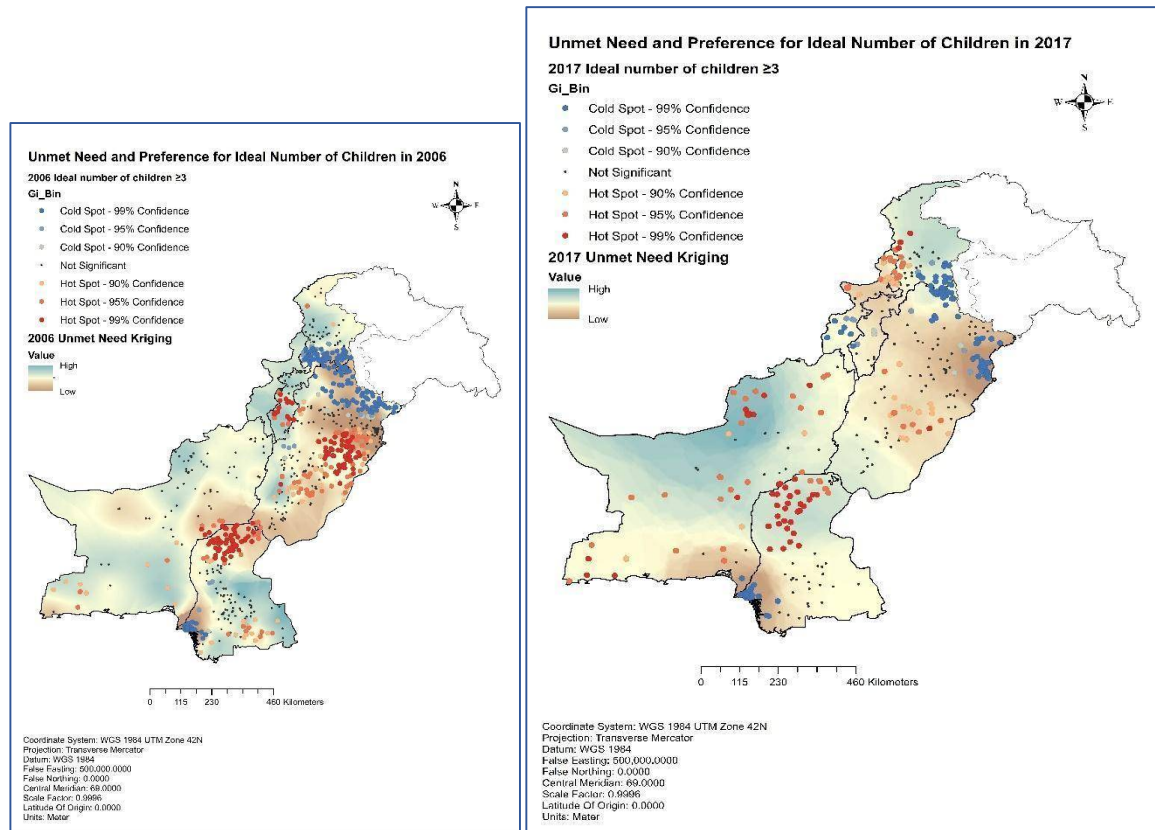 Unmet Need and Preference for Ideal Number of Children in 2006
2006 Ideal number of children ≥3
Gi_Bin
Cold Spot - 99% Confidence
Cold Spot - 95% Confidence
Cold Spot - 90% Confidence
Not Significant
Hot Spot - 90% Confidence
Hot Spot - 95% Confidence
Hot Spot - 99% Confidence
2006 Unmet Need Kriging
Value
High
Low
N
W E
S
0 115 230 460 Kilometers
Coordinate System: WGS 1984 UTM Zone 42N
Projection: Transverse Mercator
Datum: WGS 1984
False Easting: 500,000.0000
False Northing: 0.0000
Central Meridian: 69.0000
Scale Factor: 0.9996
Latitude Of Origin: 0.0000
Units: Meter
Unmet Need and Preference for Ideal Number of Children in 2017
2017 Ideal number of children ≥3
Gi_Bin
Cold Spot - 99% Confidence
Cold Spot - 95% Confidence
Cold Spot - 90% Confidence
Not Significant
Hot Spot - 90% Confidence
Hot Spot - 95% Confidence
Hot Spot - 99% Confidence
2017 Unmet Need Kriging
Value
High
Low
N
W E
S
0 115 230 460 Kilometers
Coordinate System: WGS 1984 UTM Zone 42N
Projection: Transverse Mercator
Datum: WGS 1984
False Easting: 500,000.0000
False Northing: 0.0000
Central Meridian: 69.0000
Scale Factor: 0.9996
Latitude Of Origin: 0.0000
Units: Meter